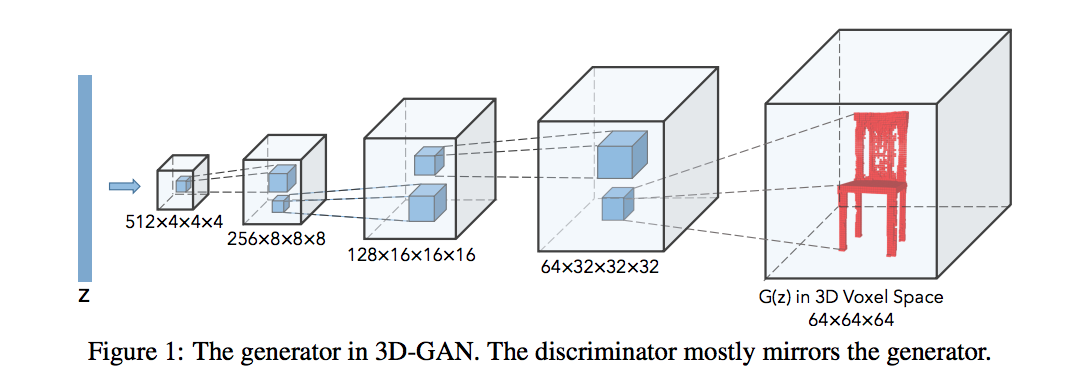 z
512×4×4×4
256×8×8×8
128×16×16×16
64×32×32×32
G(z) in 3D Voxel Space
64×64×64
Figure 1: The generator in 3D-GAN. The discriminator mostly mirrors the generator.